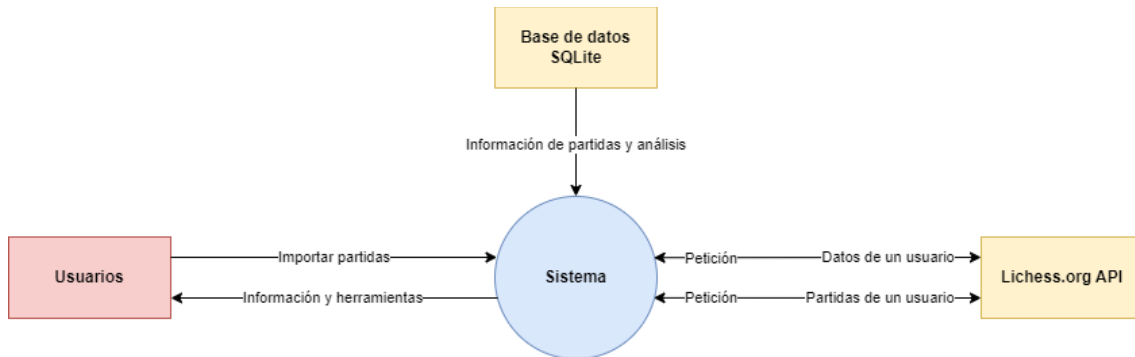 Base de datos
SQLite
Información de partidas y análisis
Usuarios
Importar partidas
Información y herramientas
Sistema
Petición
Datos de un usuario
Petición
Partidas de un usuario
Lichess.org API